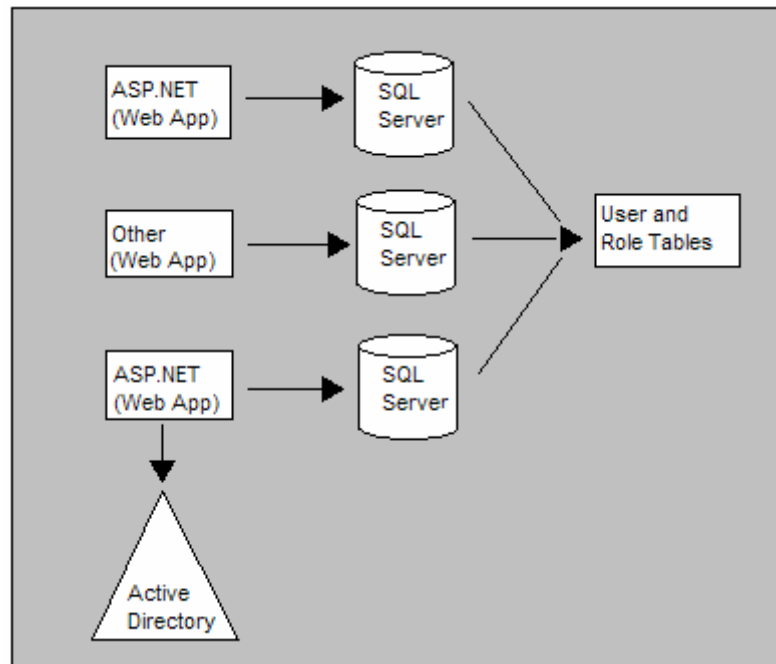 ASP.NET
(Web App)
SQL
Server
Other
(Web App)
SQL
Server
User and
Role Tables
ASP.NET
(Web App)
SQL
Server
Active
Directory